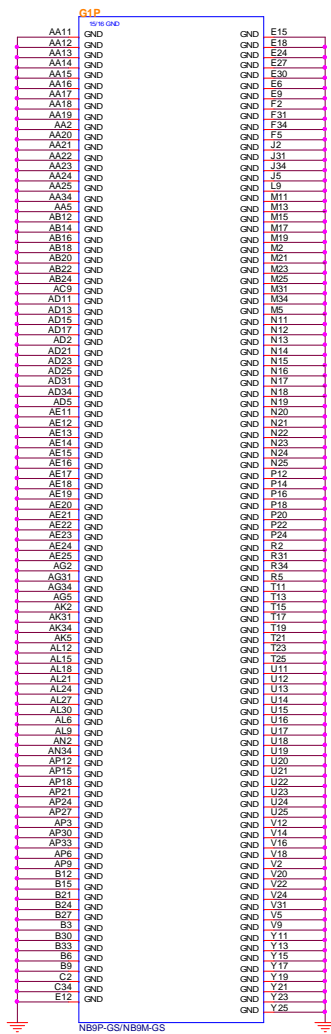 G1P
15/16 GND
AA11 GND GND E15
AA12 GND GND E18
AA13 GND GND E24
AA14 GND GND E27
AA15 GND GND E30
AA16 GND GND E6
AA17 GND GND E9
AA18 GND GND F2
AA19 GND GND F31
AA2 GND GND F34
AA20 GND GND F5
AA21 GND GND J2
AA22 GND GND J31
AA23 GND GND J34
AA24 GND GND J5
AA25 GND GND L9
AA34 GND GND M11
AA5 GND GND M13
AB12 GND GND M15
AB14 GND GND M17
AB16 GND GND M19
AB18 GND GND M2
AB20 GND GND M21
AB22 GND GND M23
AB24 GND GND M25
AC9 GND GND M31
AD11 GND GND M34
AD13 GND GND M5
AD15 GND GND N11
AD17 GND GND N12
AD2 GND GND N13
AD21 GND GND N14
AD23 GND GND N15
AD25 GND GND N16
AD31 GND GND N17
AD34 GND GND N18
AD5 GND GND N19
AE11 GND GND N20
AE12 GND GND N21
AE13 GND GND N22
AE14 GND GND N23
AE15 GND GND N24
AE16 GND GND N25
AE17 GND GND P12
AE18 GND GND P14
AE19 GND GND P16
AE20 GND GND P18
AE21 GND GND P20
AE22 GND GND P22
AE23 GND GND P24
AE24 GND GND R2
AE25 GND GND R31
AG2 GND GND R34
AG31 GND GND R5
AG34 GND GND T11
AG5 GND GND T13
AK2 GND GND T15
AK31 GND GND T17
AK34 GND GND T19
AK5 GND GND T21
AL12 GND GND T23
AL15 GND GND T25
AL18 GND GND U11
AL21 GND GND U12
AL24 GND GND U13
AL27 GND GND U14
AL30 GND GND U15
AL6 GND GND U16
AL9 GND GND U17
AN2 GND GND U18
AN34 GND GND U19
AP12 GND GND U20
AP15 GND GND U21
AP18 GND GND U22
AP21 GND GND U23
AP24 GND GND U24
AP27 GND GND U25
AP3 GND GND V12
AP30 GND GND V14
AP33 GND GND V16
AP6 GND GND V18
AP9 GND GND V2
B12 GND GND V20
B15 GND GND V22
B21 GND GND V24
B24 GND GND V31
B27 GND GND V5
B3 GND GND V9
B30 GND GND Y11
B33 GND GND Y13
B6 GND GND Y15
B9 GND GND Y17
C2 GND GND Y19
C34 GND GND Y21
E12 GND GND Y23
GND Y25
NB9P-GS/NB9M-GS